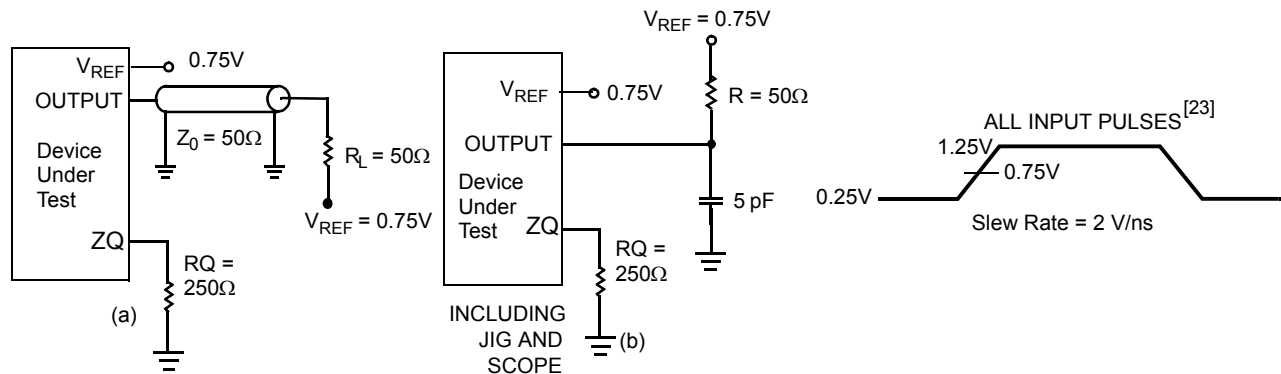 V_REF
0.75V
OUTPUT
Z_0 = 50Ω
R_L = 50Ω
Device
Under
Test
V_REF = 0.75V
ZQ
RQ =
250Ω
(a)
V_REF = 0.75V
V_REF
0.75V
R = 50Ω
OUTPUT
Device
Under
Test
5 pF
ZQ
RQ =
250Ω
INCLUDING
JIG AND
SCOPE
(b)
ALL INPUT PULSES[23]
1.25V
0.75V
0.25V
Slew Rate = 2 V/ns